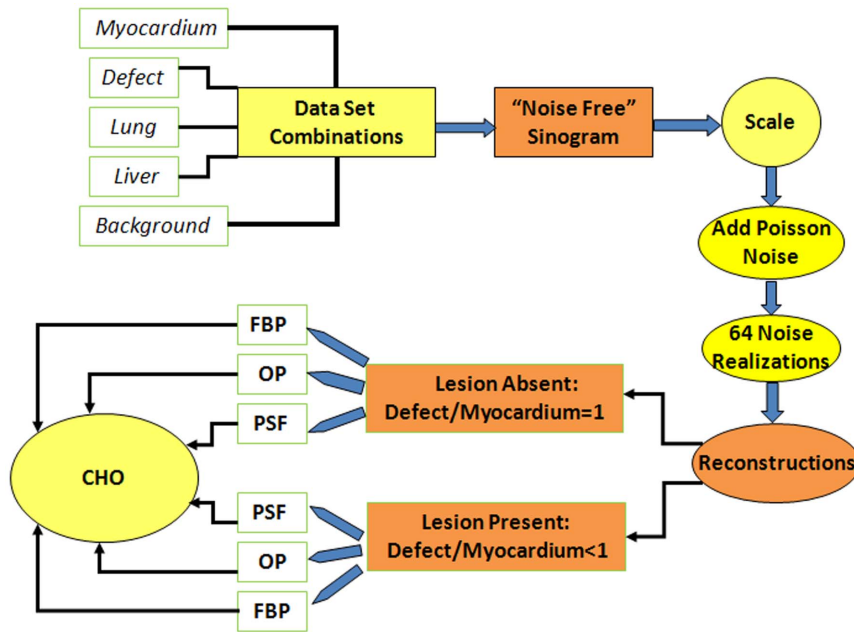 Myocardium
Defect
Lung
Liver
Background
Data Set
Combinations
“Noise Free”
Sinogram
Scale
Add Poisson
Noise
64 Noise
Realizations
Reconstructions
Lesion Absent:
Defect/Myocardium=1
FBP
OP
PSF
CHO
Lesion Present:
Defect/Myocardium<1
PSF
OP
FBP